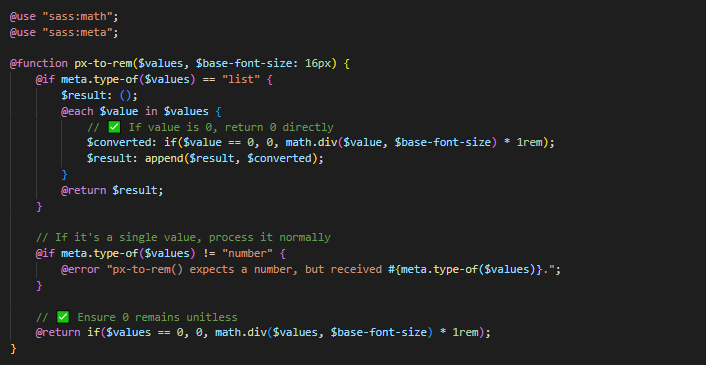 @use "sass:math";
@use "sass:meta";
@function px-to-rem($values, $base-font-size: 16px) {
@if meta.type-of($values) == "list" {
$result: ();
@each $value in $values {
// ✅ If value is 0, return 0 directly
$converted: if($value == 0, 0, math.div($value, $base-font-size) * 1rem);
$result: append($result, $converted);
}
@return $result;
}
// If it's a single value, process it normally
@if meta.type-of($values) != "number" {
@error "px-to-rem() expects a number, but received #{meta.type-of($values)}.";
}
// ✅ Ensure 0 remains unitless
@return if($values == 0, 0, math.div($values, $base-font-size) * 1rem);
}